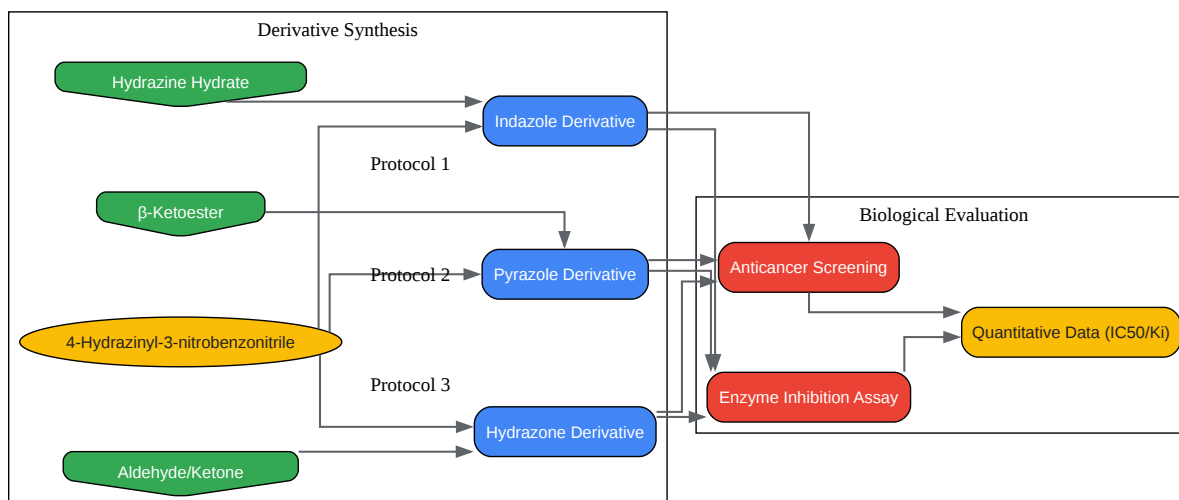 Derivative Synthesis
Hydrazine Hydrate
Indazole Derivative
Protocol 1
β-Ketoester
Biological Evaluation
Pyrazole Derivative
Protocol 2
Anticancer Screening
4-Hydrazinyl-3-nitrobenzonitrile
Quantitative Data (IC50/Ki)
Protocol 3
Enzyme Inhibition Assay
Hydrazone Derivative
Aldehyde/Ketone